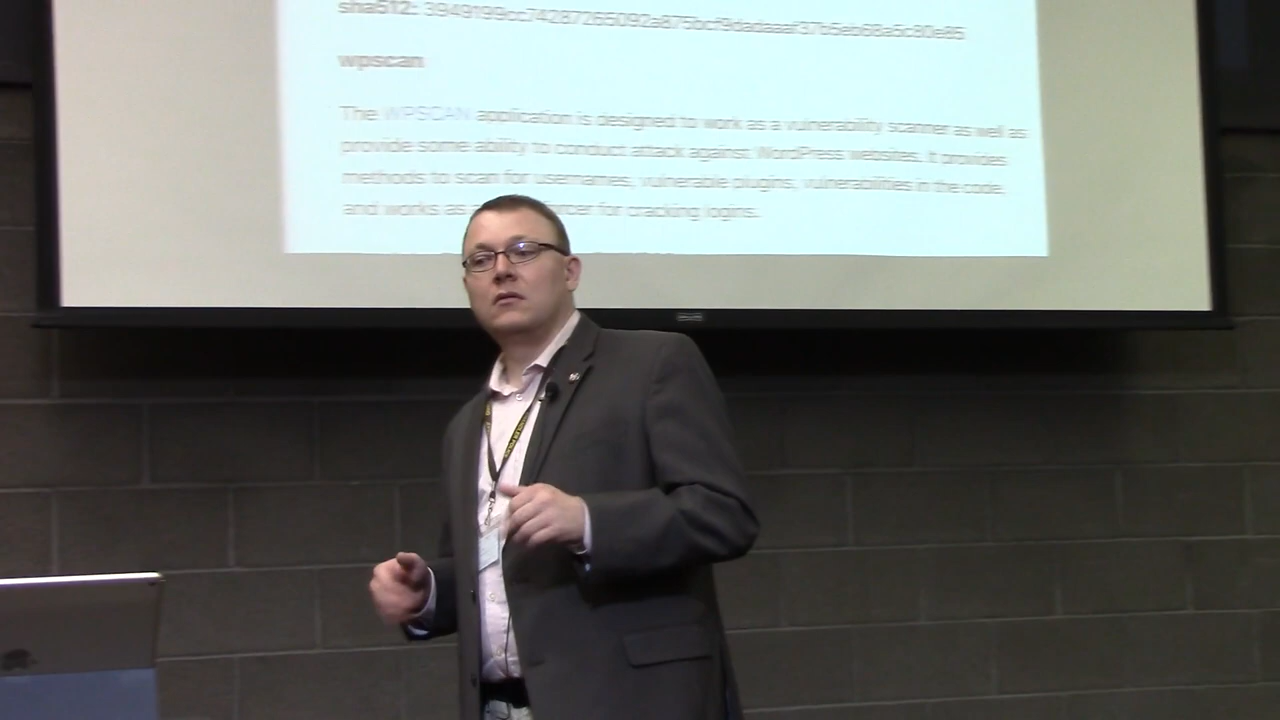 sha512:
wpscan
The WPSCAN application is designed to work as a vulnerability scanner as well as
provide some ability to conduct attack against WordPress websites. It provides
methods to scan for usernames, vulnerable plugins, vulnerabilities in the code,
and works as a for cracking logins.